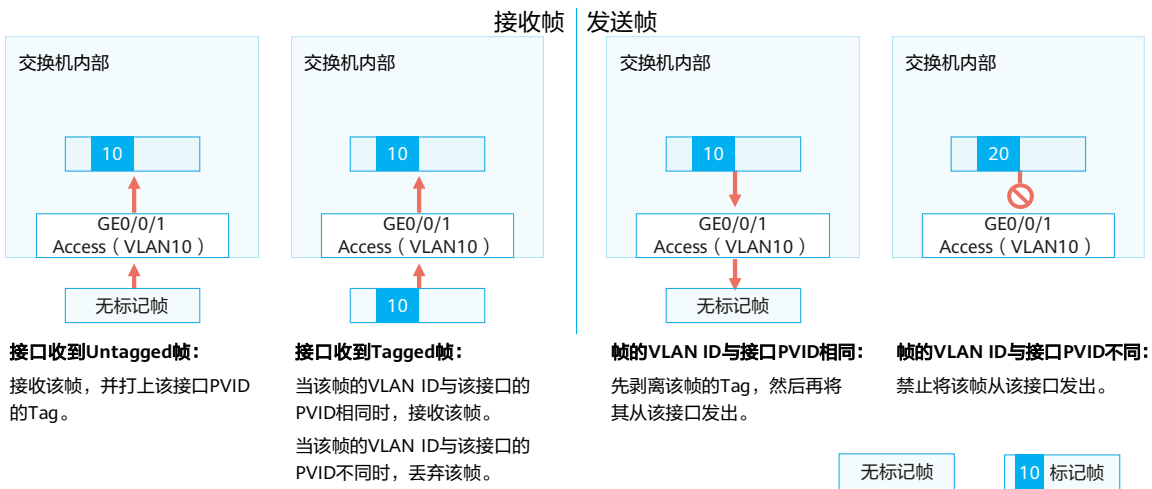 接收帧
发送帧
交换机内部
10
GE0/0/1
Access（VLAN10）
无标记帧
接口收到Untagged帧：
接收该帧，并打上该接口PVID
的Tag。
交换机内部
10
GE0/0/1
Access（VLAN10）
10
接口收到Tagged帧：
当该帧的VLAN ID与该接口的
PVID相同时，接收该帧。
当该帧的VLAN ID与该接口的
PVID不同时，丢弃该帧。
交换机内部
10
GE0/0/1
Access（VLAN10）
无标记帧
帧的VLAN ID与接口PVID相同：
先剥离该帧的Tag，然后再将
其从该接口发出。
交换机内部
20
GE0/0/1
Access（VLAN10）
帧的VLAN ID与接口PVID不同：
禁止将该帧从该接口发出。
无标记帧
10 标记帧